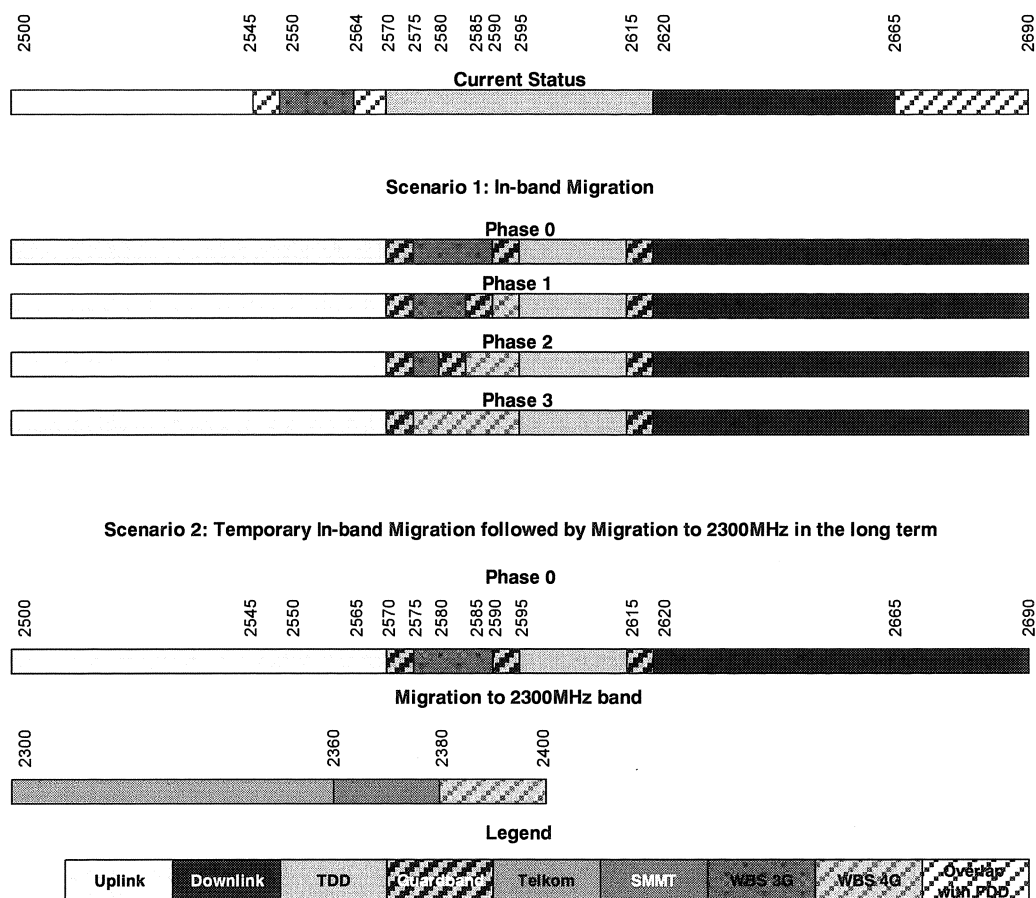 2500 2545 2550 2564 2570 2575 2580 2585 2590 2595 2615 2620 2665 2690
Current Status
Scenario 1: In-band Migration
Phase 0
Phase 1
Phase 2
Phase 3
Scenario 2: Temporary In-band Migration followed by Migration to 2300MHz in the long term
Phase 0
2500 2545 2550 2565 2570 2575 2580 2585 2590 2595 2615 2620 2665 2690
Migration to 2300MHz band
2300 2360 2380 2400
Legend
Uplink Downlink TDD Guardband Telkom SMMT WBS 3G WBS 4G Overlap with FDD